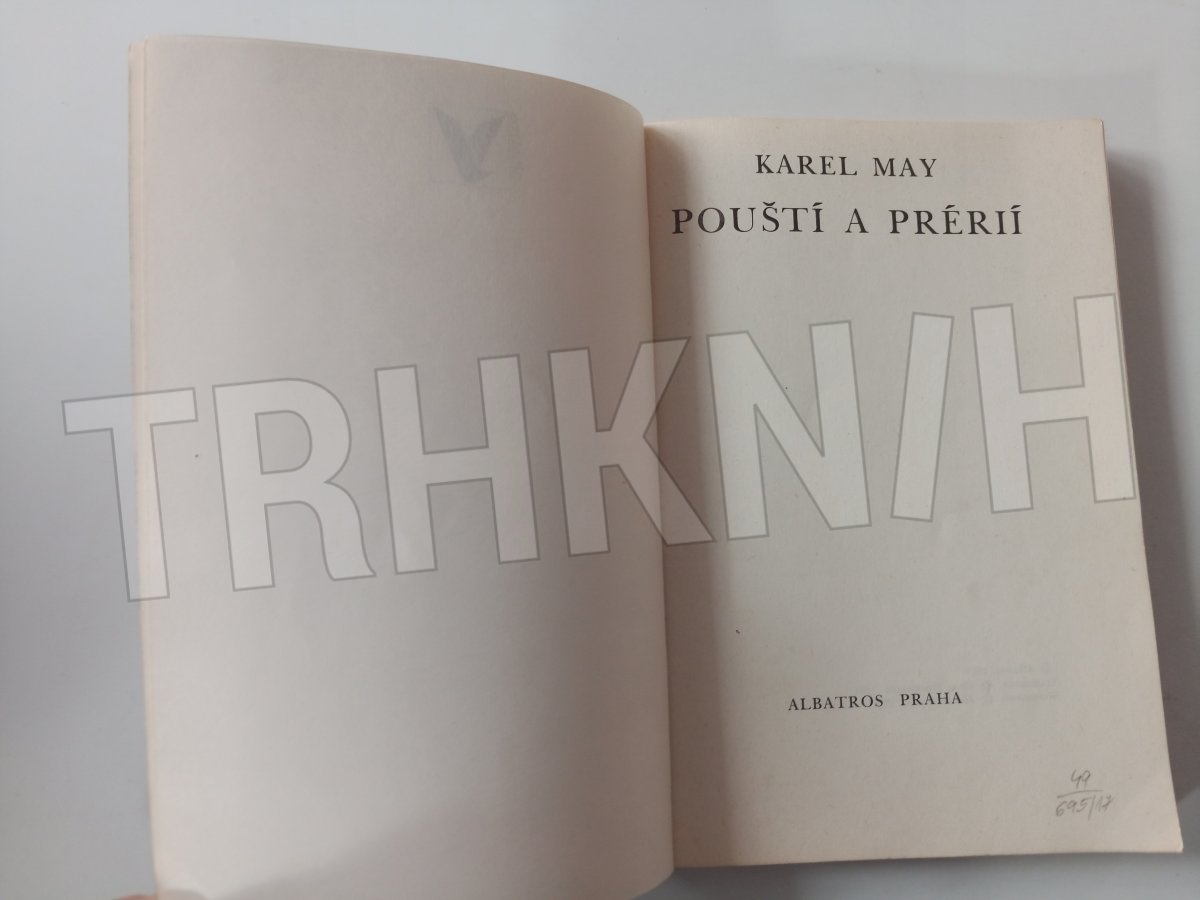 KAREL MAY
POUŠTÍ A PRÉRIÍ
TRHKNIH
ALBATROS PRAHA
49
695/17